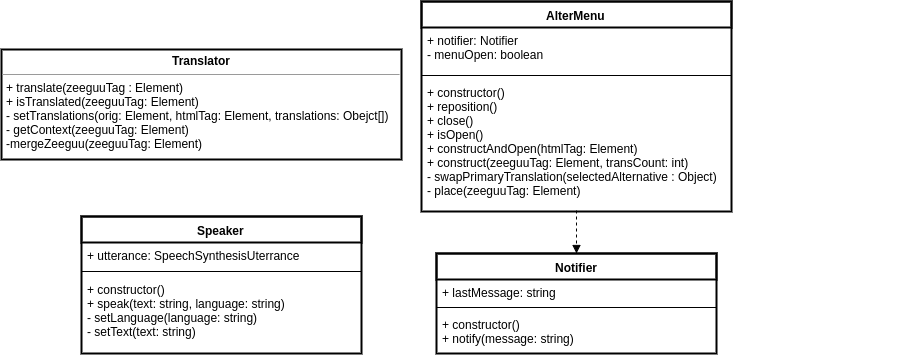 Translator
+ translate(zeeguuTag : Element)
+ isTranslated(zeeguuTag: Element)
- setTranslations(orig: Element, htmlTag: Element, translations: Obejct[])
- getContext(zeeguuTag: Element)
-mergeZeeguu(zeeguuTag: Element)
AlterMenu
+ notifier: Notifier
- menuOpen: boolean
+ constructor()
+ reposition()
+ close()
+ isOpen()
+ constructAndOpen(htmlTag: Element)
+ construct(zeeguuTag: Element, transCount: int)
- swapPrimaryTranslation(selectedAlternative : Object)
- place(zeeguuTag: Element)
Speaker
+ utterance: SpeechSynthesisUterrance
+ constructor()
+ speak(text: string, language: string)
- setLanguage(language: string)
- setText(text: string)
Notifier
+ lastMessage: string
+ constructor()
+ notify(message: string)